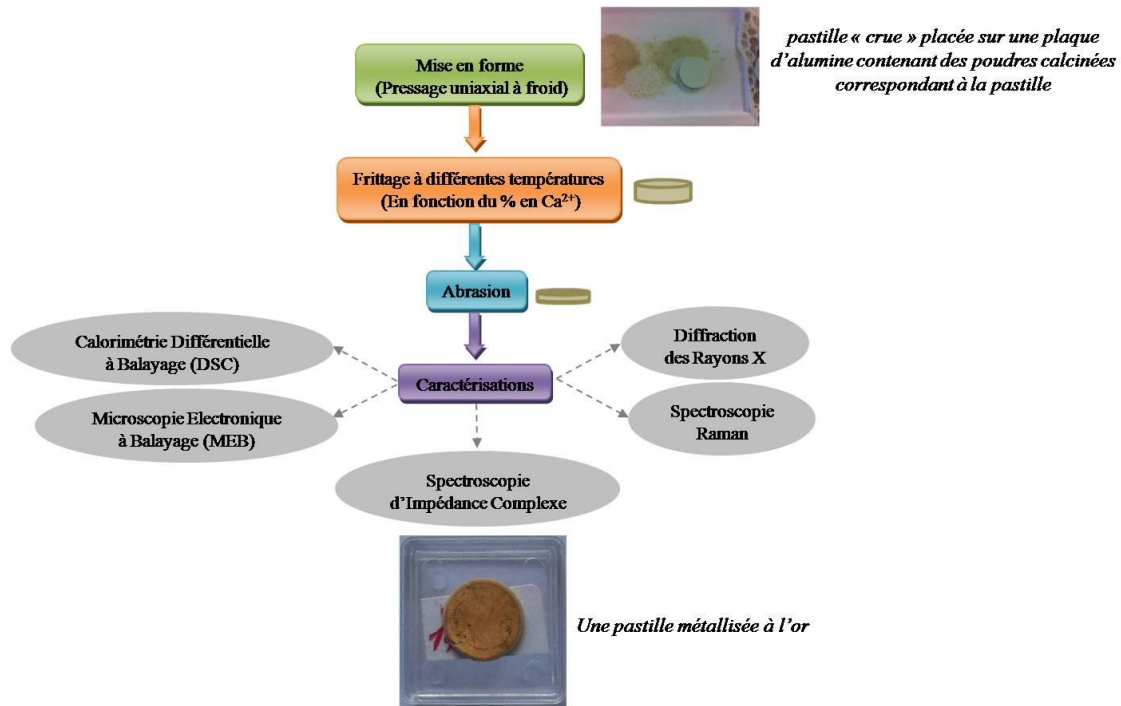 pastille « crue » placée sur une plaque
d'alumine contenant des poudres calcinées
correspondant à la pastille
Mise en forme
(Pressage uniaxial à froid)
Frittage à différentes températures
(En fonction du % en Ca²⁺)
Abrasion
Calorimétrie Différentielle
à Balayage (DSC)
Diffraction
des Rayons X
Caractérisations
Microscopie Electronique
à Balayage (MEB)
Spectroscopie
Raman
Spectroscopie
d'Impédance Complexe
Une pastille métallisée à l'or